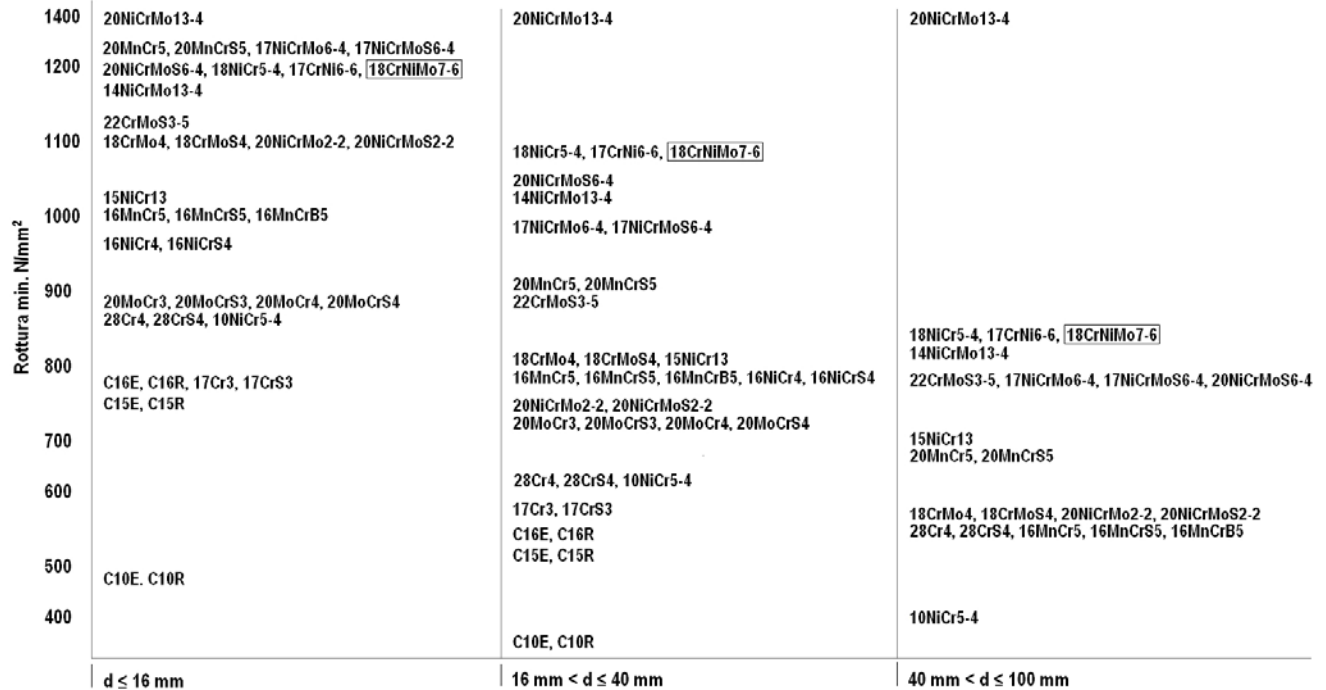 Rottura min. N/mm²
1400
1200
1100
1000
900
800
700
600
500
400
20NiCrMo13-4
20MnCr5, 20MnCrS5, 17NiCrMo6-4, 17NiCrMoS6-4
20NiCrMoS6-4, 18NiCr5-4, 17CrNi6-6, 18CrNiMo7-6
14NiCrMo13-4
22CrMoS3-5
18CrMo4, 18CrMoS4, 20NiCrMo2-2, 20NiCrMoS2-2
15NiCr13
16MnCr5, 16MnCrS5, 16MnCrB5
16NiCr4, 16NiCrS4
20MoCr3, 20MoCrS3, 20MoCr4, 20MoCrS4
28Cr4, 28CrS4, 10NiCr5-4
C16E, C16R, 17Cr3, 17CrS3
C15E, C15R
C10E. C10R
d ≤ 16 mm
20NiCrMo13-4
18NiCr5-4, 17CrNi6-6, 18CrNiMo7-6
20NiCrMoS6-4
14NiCrMo13-4
17NiCrMo6-4, 17NiCrMoS6-4
20MnCr5, 20MnCrS5
22CrMoS3-5
18CrMo4, 18CrMoS4, 15NiCr13
16MnCr5, 16MnCrS5, 16MnCrB5, 16NiCr4, 16NiCrS4
20NiCrMo2-2, 20NiCrMoS2-2
20MoCr3, 20MoCrS3, 20MoCr4, 20MoCrS4
28Cr4, 28CrS4, 10NiCr5-4
17Cr3, 17CrS3
C16E, C16R
C15E, C15R
C10E, C10R
16 mm < d ≤ 40 mm
20NiCrMo13-4
18NiCr5-4, 17CrNi6-6, 18CrNiMo7-6
14NiCrMo13-4
22CrMoS3-5, 17NiCrMo6-4, 17NiCrMoS6-4, 20NiCrMoS6-4
15NiCr13
20MnCr5, 20MnCrS5
18CrMo4, 18CrMoS4, 20NiCrMo2-2, 20NiCrMoS2-2
28Cr4, 28CrS4, 16MnCr5, 16MnCrS5, 16MnCrB5
10NiCr5-4
40 mm < d ≤ 100 mm